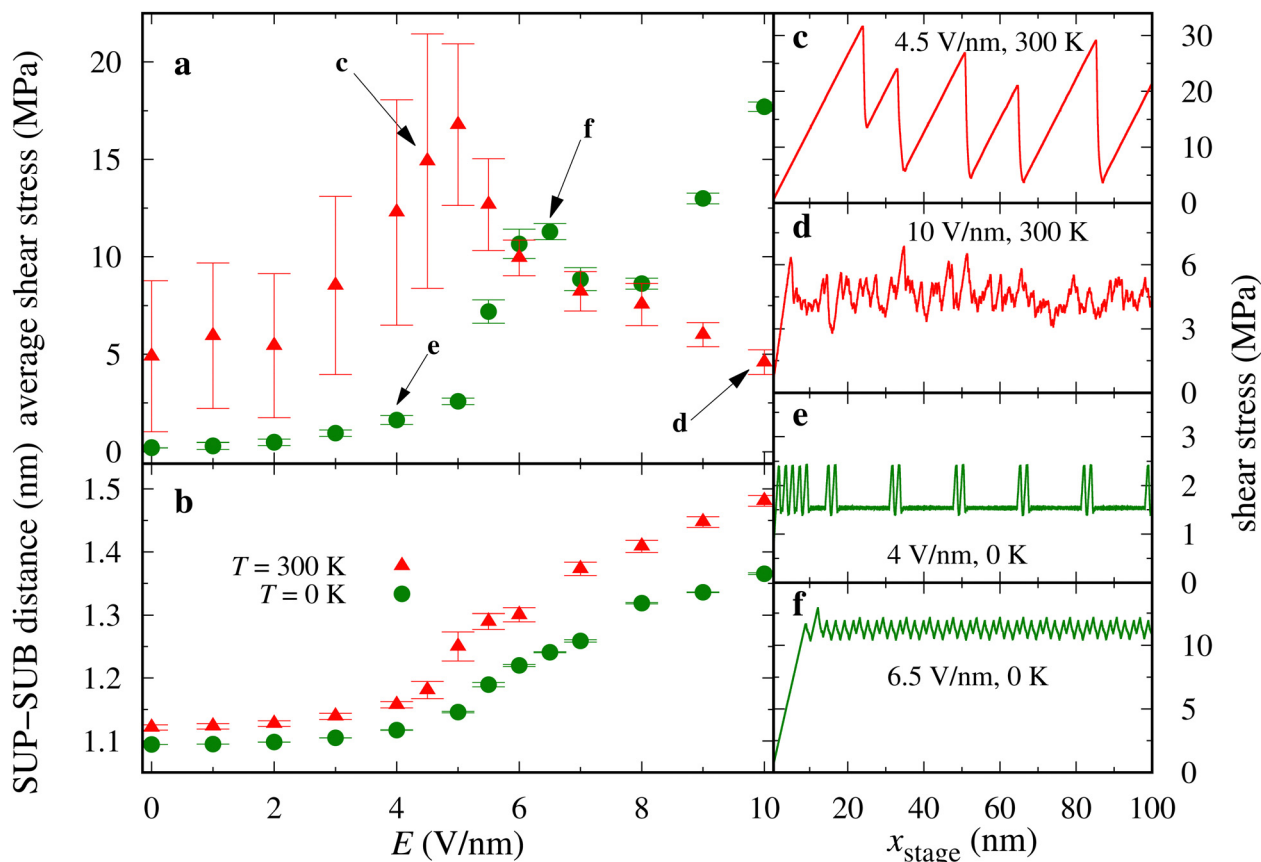 average shear stress (MPa)
20
15
10
5
0
a
c
f
e
d
SUP−SUB distance (nm)
1.5
1.4
1.3
1.2
1.1
b
T = 300 K
T = 0 K
0 2 4 6 8 10
E (V/nm)
c
4.5 V/nm, 300 K
30
20
10
0
d
10 V/nm, 300 K
6
3
0
e
4 V/nm, 0 K
3
2
1
0
f
6.5 V/nm, 0 K
10
5
0
shear stress (MPa)
20 40 60 80 100
xstage (nm)